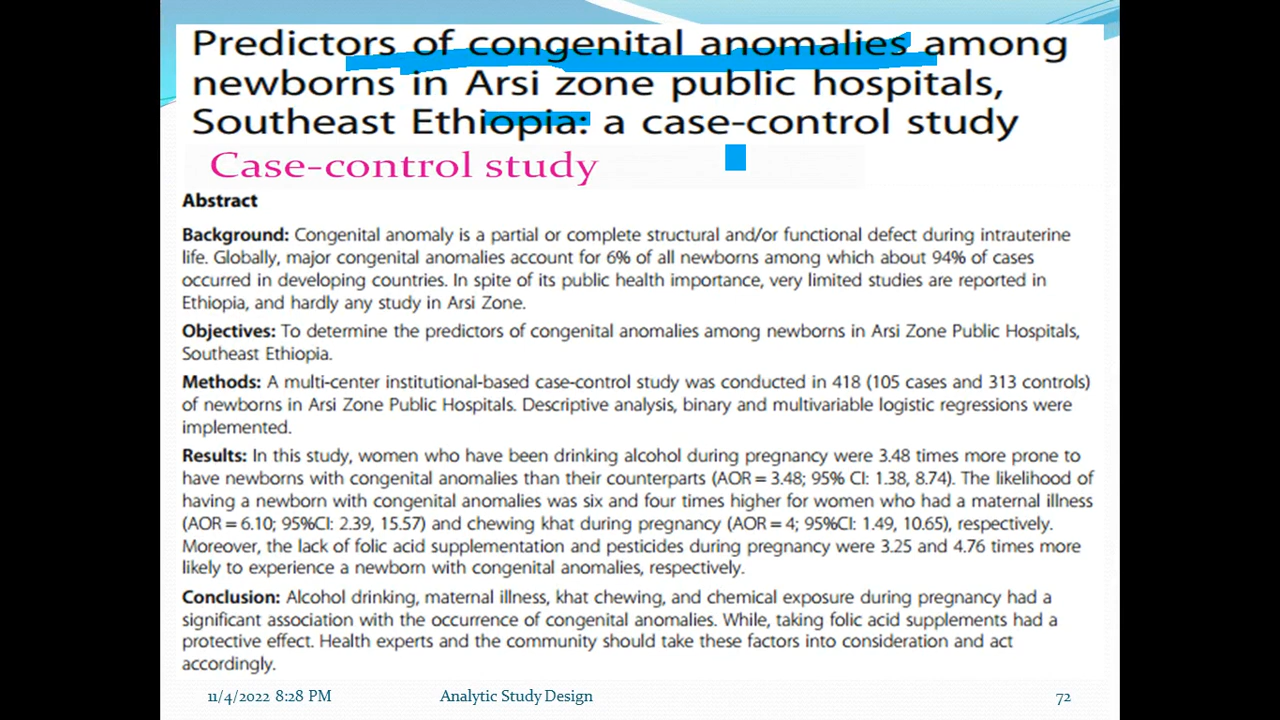 Predictors of congenital anomalies among
newborns in Arsi zone public hospitals,
Southeast Ethiopia: a case-control study
Case-control study
Abstract
Background: Congenital anomaly is a partial or complete structural and/or functional defect during intrauterine
life. Globally, major congenital anomalies account for 6% of all newborns among which about 94% of cases
occurred in developing countries. In spite of its public health importance, very limited studies are reported in
Ethiopia, and hardly any study in Arsi Zone.
Objectives: To determine the predictors of congenital anomalies among newborns in Arsi Zone Public Hospitals,
Southeast Ethiopia.
Methods: A multi-center institutional-based case-control study was conducted in 418 (105 cases and 313 controls)
of newborns in Arsi Zone Public Hospitals. Descriptive analysis, binary and multivariable logistic regressions were
implemented.
Results: In this study, women who have been drinking alcohol during pregnancy were 3.48 times more prone to
have newborns with congenital anomalies than their counterparts (AOR = 3.48; 95% CI: 1.38, 8.74). The likelihood of
having a newborn with congenital anomalies was six and four times higher for women who had a maternal illness
(AOR = 6.10; 95%CI: 2.39, 15.57) and chewing khat during pregnancy (AOR = 4; 95%CI: 1.49, 10.65), respectively.
Moreover, the lack of folic acid supplementation and pesticides during pregnancy were 3.25 and 4.76 times more
likely to experience a newborn with congenital anomalies, respectively.
Conclusion: Alcohol drinking, maternal illness, khat chewing, and chemical exposure during pregnancy had a
significant association with the occurrence of congenital anomalies. While, taking folic acid supplements had a
protective effect. Health experts and the community should take these factors into consideration and act
accordingly.
11/4/2022 8:28 PM Analytic Study Design 72